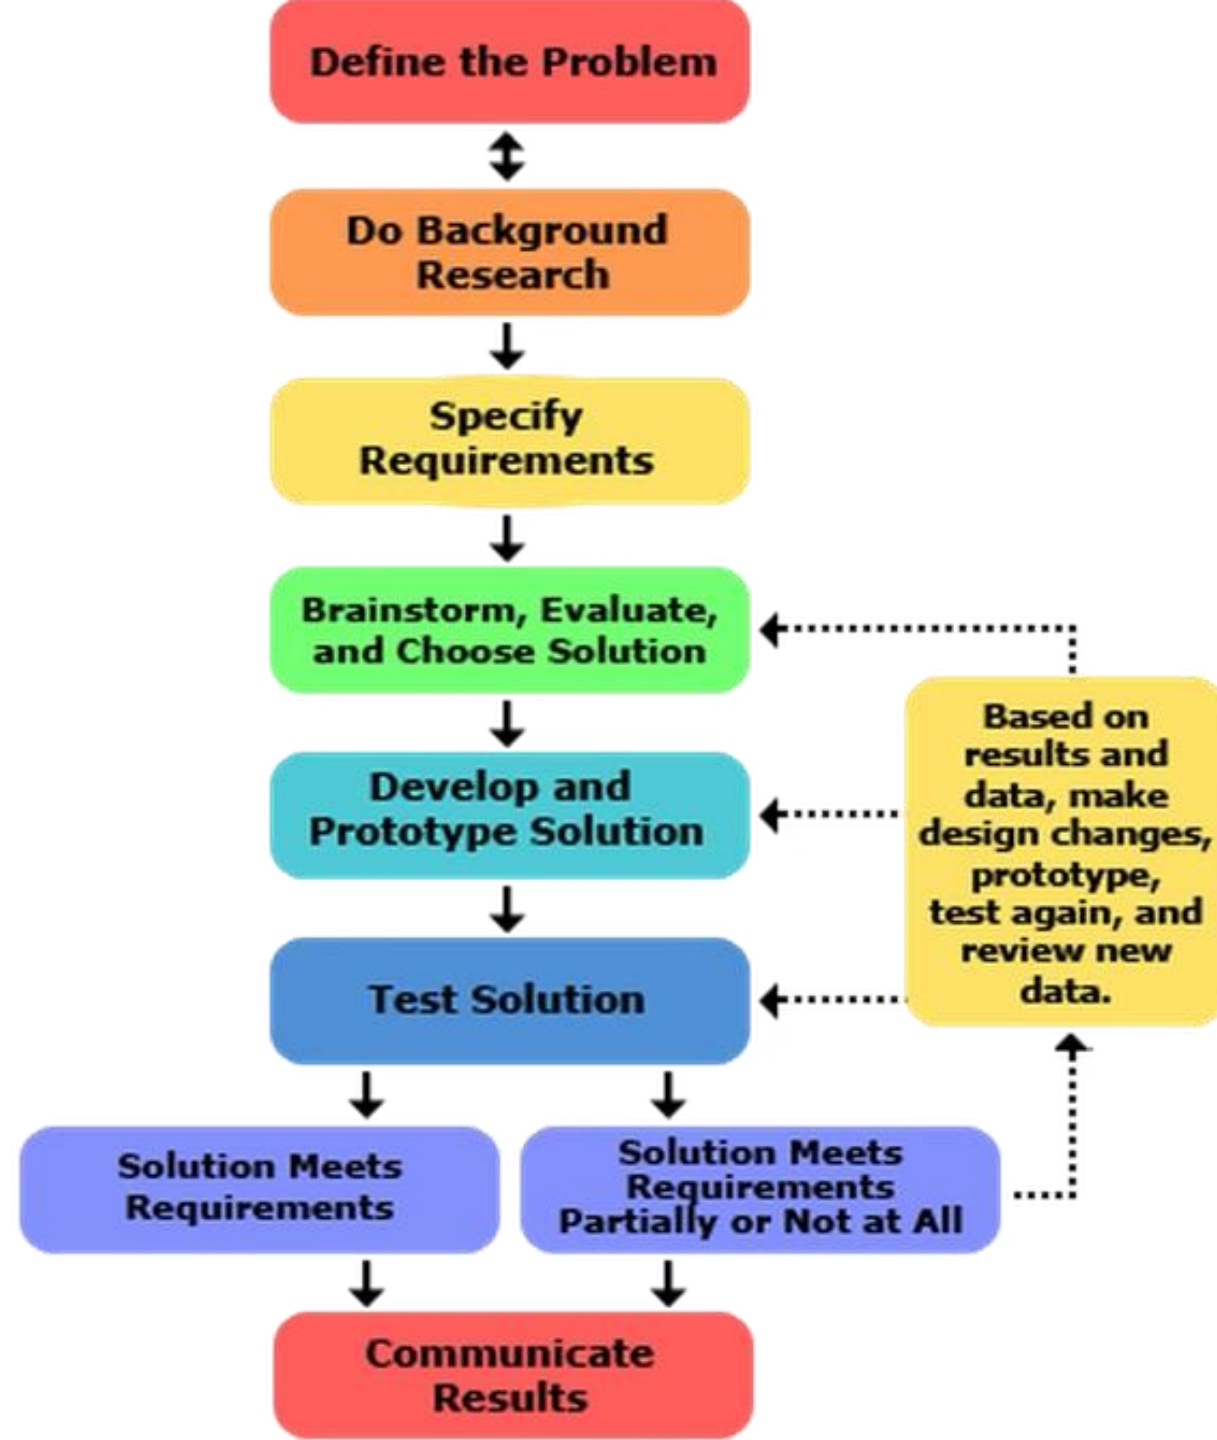 Define the Problem
Do Background
Research
Specify
Requirements
Brainstorm, Evaluate,
and Choose Solution
Develop and
Prototype Solution
Based on
results and
data, make
design changes,
prototype,
test again, and
review new
data.
Test Solution
Solution Meets
Requirements
Solution Meets
Requirements
Partially or Not at All
Communicate
Results